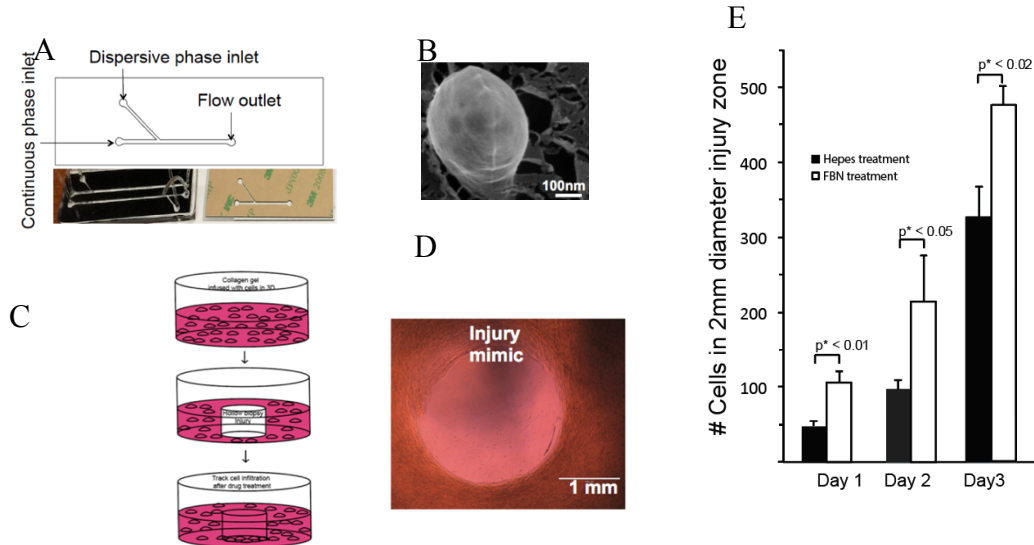 A
Continuous phase inlet
Dispersive phase inlet
Flow outlet
3M
200
B
100nm
C
Collagen gel
infused with cells in 3D
Hollow biopsy
Injury
Track cell infiltration
after drug treatment
D
Injury
mimic
1 mm
E
# Cells in 2mm diameter injury zone
500
400
300
200
100
Hepes treatment
FBN treatment
p* < 0.01
p* < 0.05
p* < 0.02
Day 1
Day 2
Day3